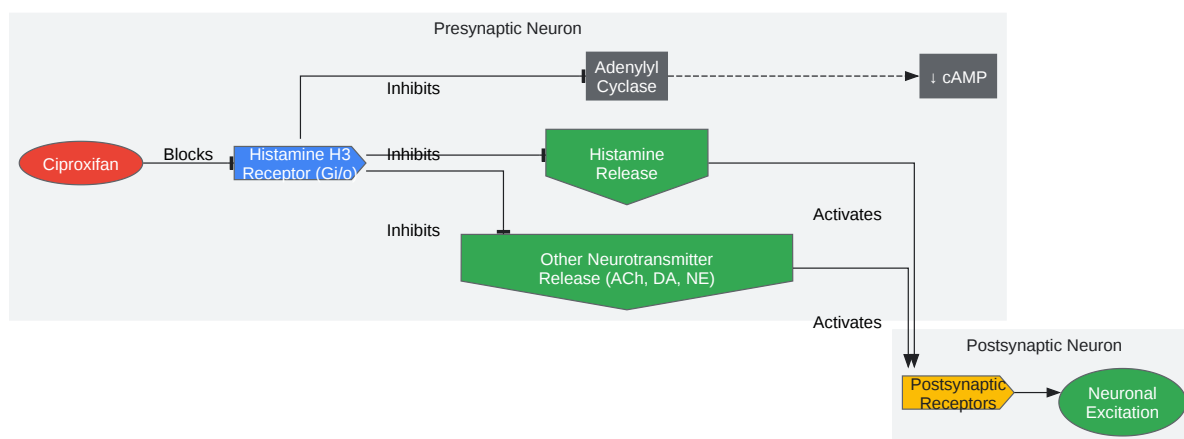 Presynaptic Neuron
Adenylyl
Cyclase
↓ cAMP
Inhibits
Ciproxifan
Blocks
Histamine H3
Receptor (Gi/o)
Inhibits
Histamine
Release
Inhibits
Activates
Other Neurotransmitter
Release (ACh, DA, NE)
Activates
Postsynaptic Neuron
Postsynaptic
Receptors
Neuronal
Excitation